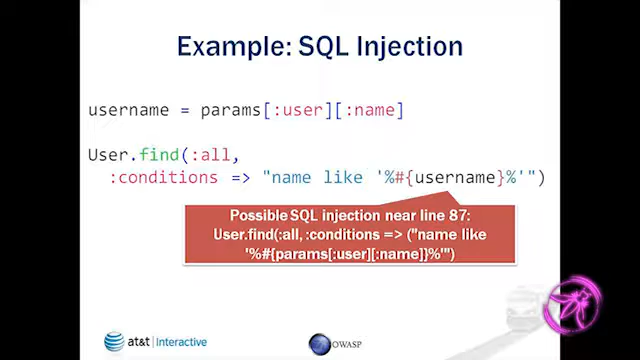 Example: SQL Injection
username = params[:user][:name]
User.find(:all,
:conditions => "name like '%#{username}%'")
Possible SQL injection near line 87:
User.find(:all, :conditions => ("name like
'%#{params[:user][:name]}%'")
at&t Interactive
OWASP